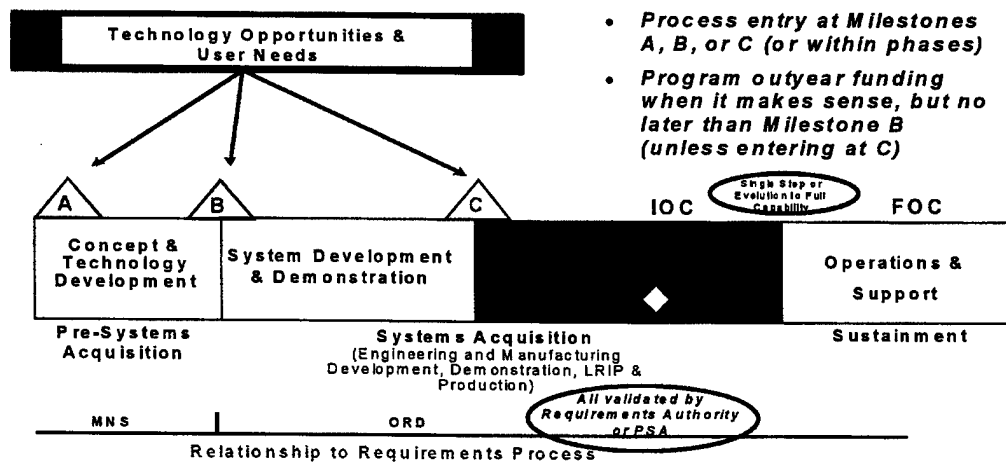 Technology Opportunities &
User Needs
• Process entry at Milestones
A, B, or C (or within phases)
• Program outyear funding
when it makes sense, but no
later than Milestone B
(unless entering at C)
A
B
C
IOC
Single Step or
Evolution to Full
Capability
FOC
Concept &
Technology
Development
System Development
& Demonstration
Operations &
Support
Pre-Systems
Acquisition
Systems Acquisition
(Engineering and Manufacturing
Development, Demonstration, LRIP &
Production)
Sustainment
MNS
ORD
All validated by
Requirements Authority
or PSA
Relationship to Requirements Process